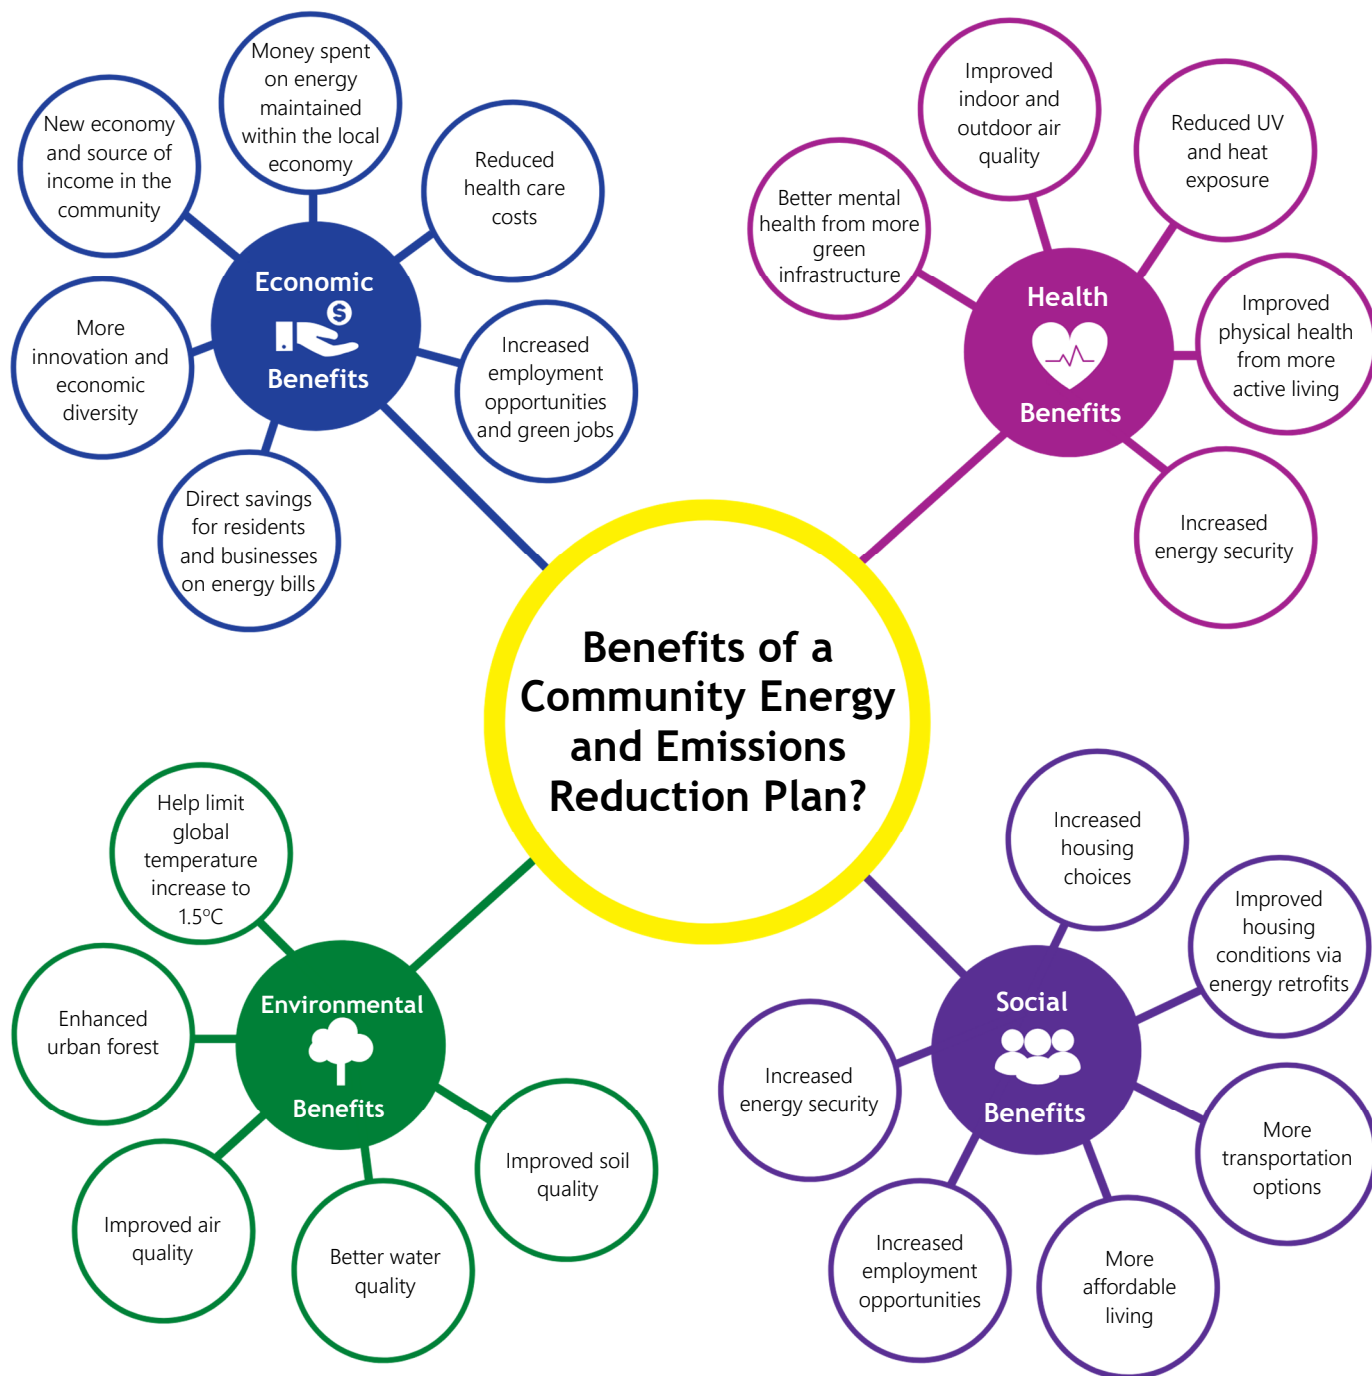 Money spent
on energy
maintained
within the local
economy
New economy
and source of
income in the
community
Reduced
health care
costs
Economic
Benefits
More
innovation and
economic
diversity
Increased
employment
opportunities
and green jobs
Direct savings
for residents
and businesses
on energy bills
Improved
indoor and
outdoor air
quality
Reduced UV
and heat
exposure
Better mental
health from more
green
infrastructure
Health
Benefits
Improved
physical health
from more
active living
Increased
energy security
Benefits of a
Community Energy
and Emissions
Reduction Plan?
Help limit
global
temperature
increase to
1.5ºC
Enhanced
urban forest
Environmental
Benefits
Improved soil
quality
Improved air
quality
Better water
quality
Increased
housing
choices
Improved
housing
conditions via
energy retrofits
Social
Benefits
Increased
energy security
More
transportation
options
Increased
employment
opportunities
More
affordable
living